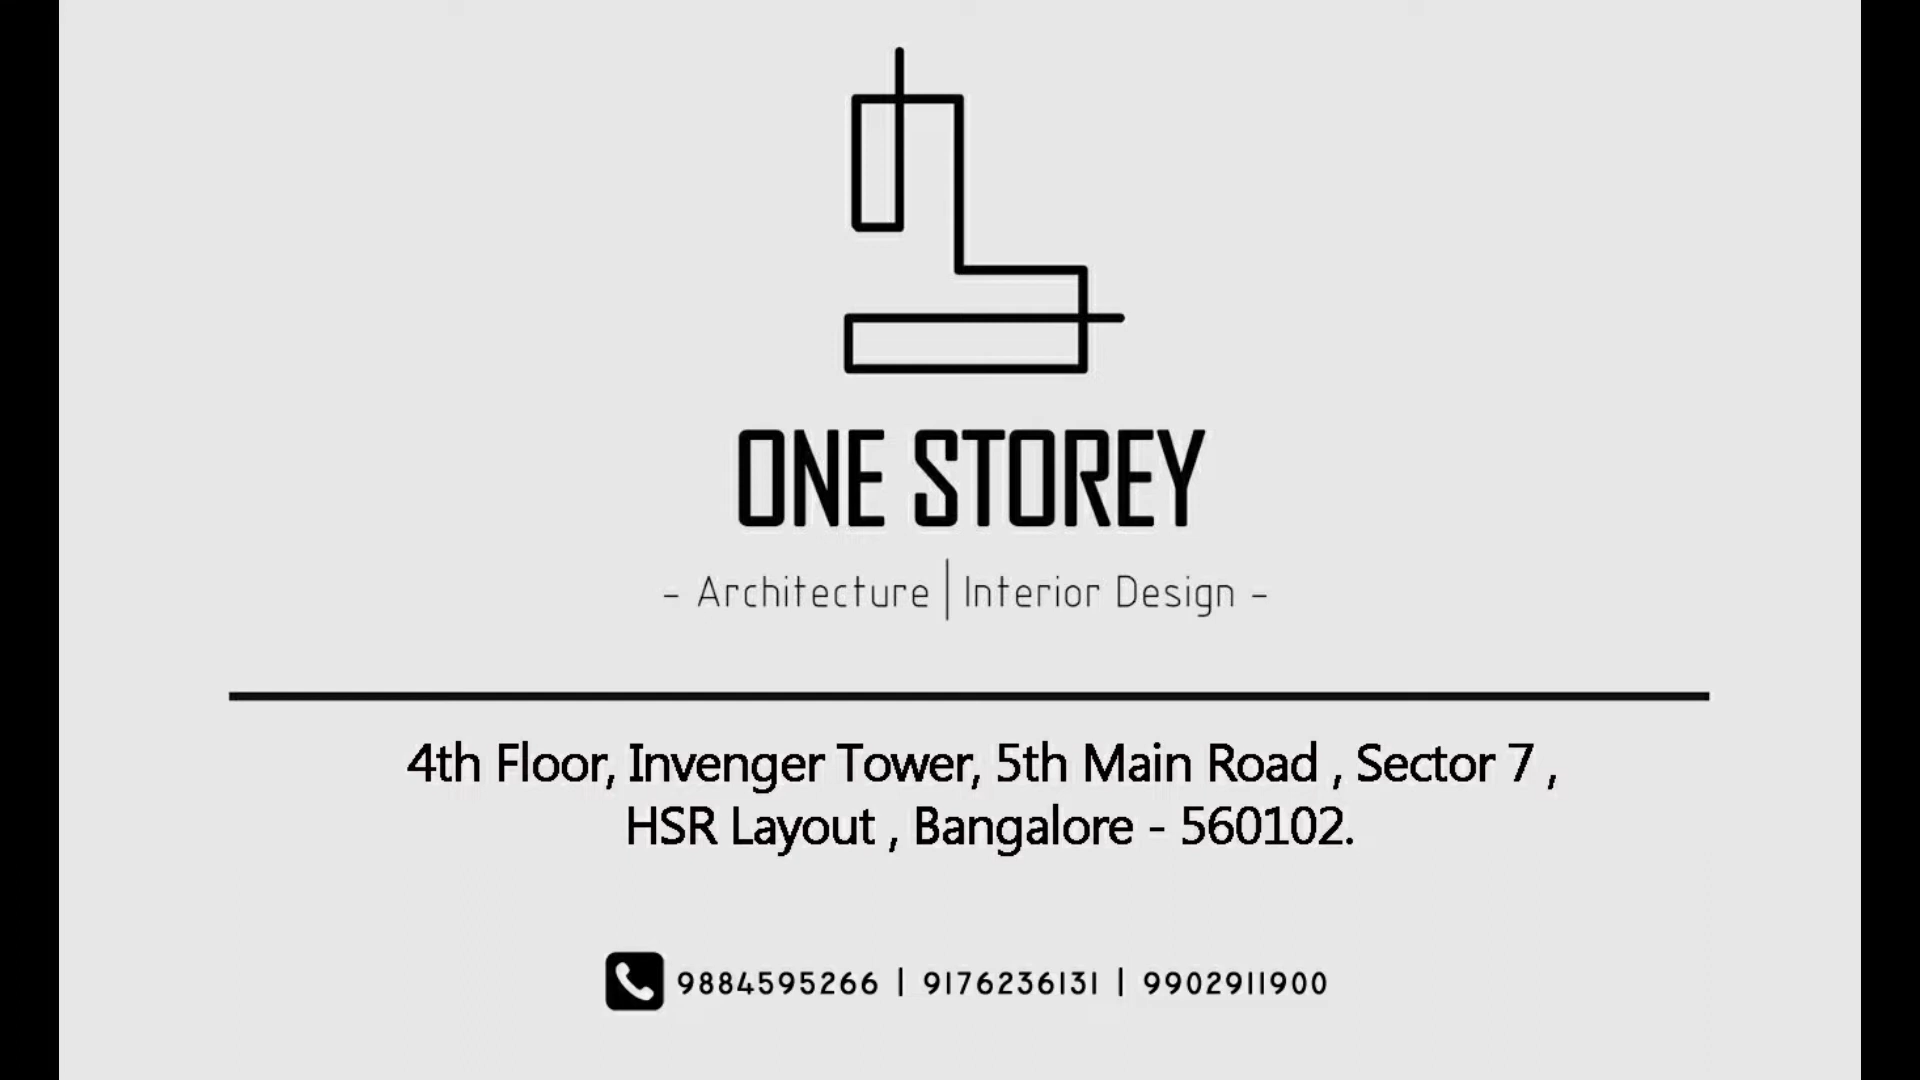 ONE STOREY
- Architecture | Interior Design -
4th Floor, Invenger Tower, 5th Main Road , Sector 7 ,
HSR Layout , Bangalore - 560102.
9884595266 | 9176236131 | 9902911900